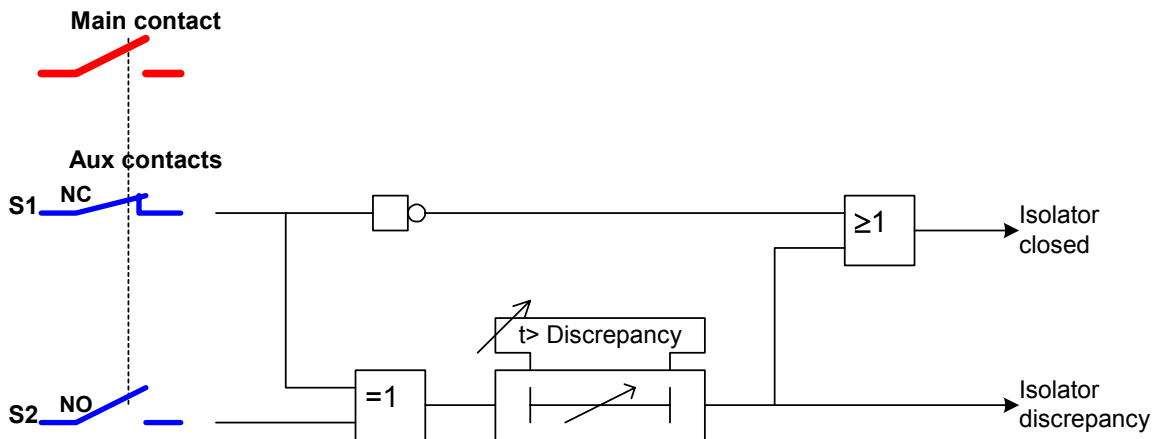 Main contact
Aux contacts
S1
NC
≥1
Isolator
closed
t> Discrepancy
S2
NO
=1
Isolator
discrepancy